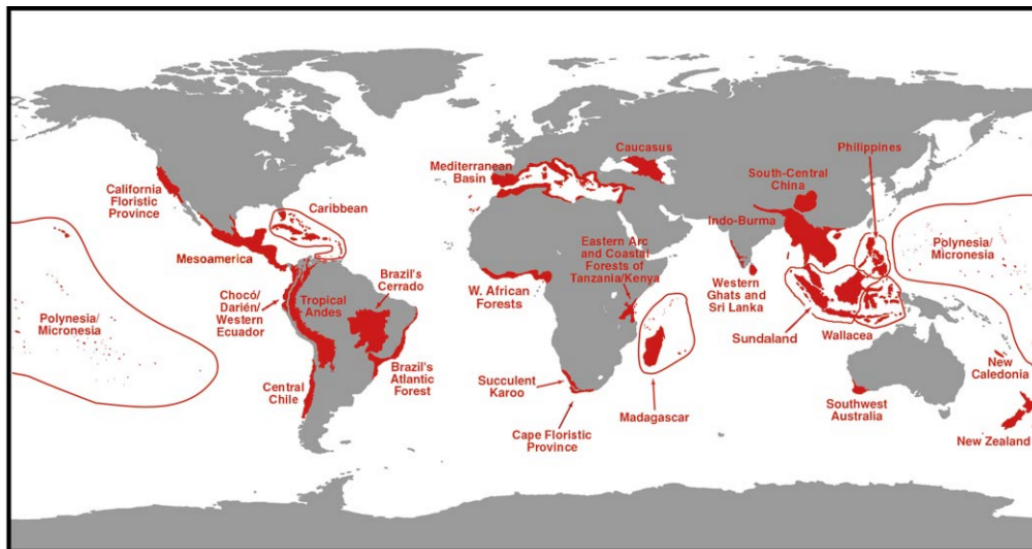 Caucasus
Philippines
Mediterranean
Basin
South-Central
China
California
Floristic
Province
Caribbean
Indo-Burma
Polynesia/
Micronesia
Mesoamerica
Eastern Arc
and Coastal
Forests of
Tanzania/Kenya
Brazil's
Cerrado
W. African
Forests
Western
Ghats and
Sri Lanka
Chocó/
Darién/
Western
Ecuador
Tropical
Andes
Polynesia/
Micronesia
Sundaland
Wallacea
New
Caledonia
Brazil's
Atlantic
Forest
Central
Chile
Succulent
Karoo
Madagascar
Southwest
Australia
Cape Floristic
Province
New Zealand